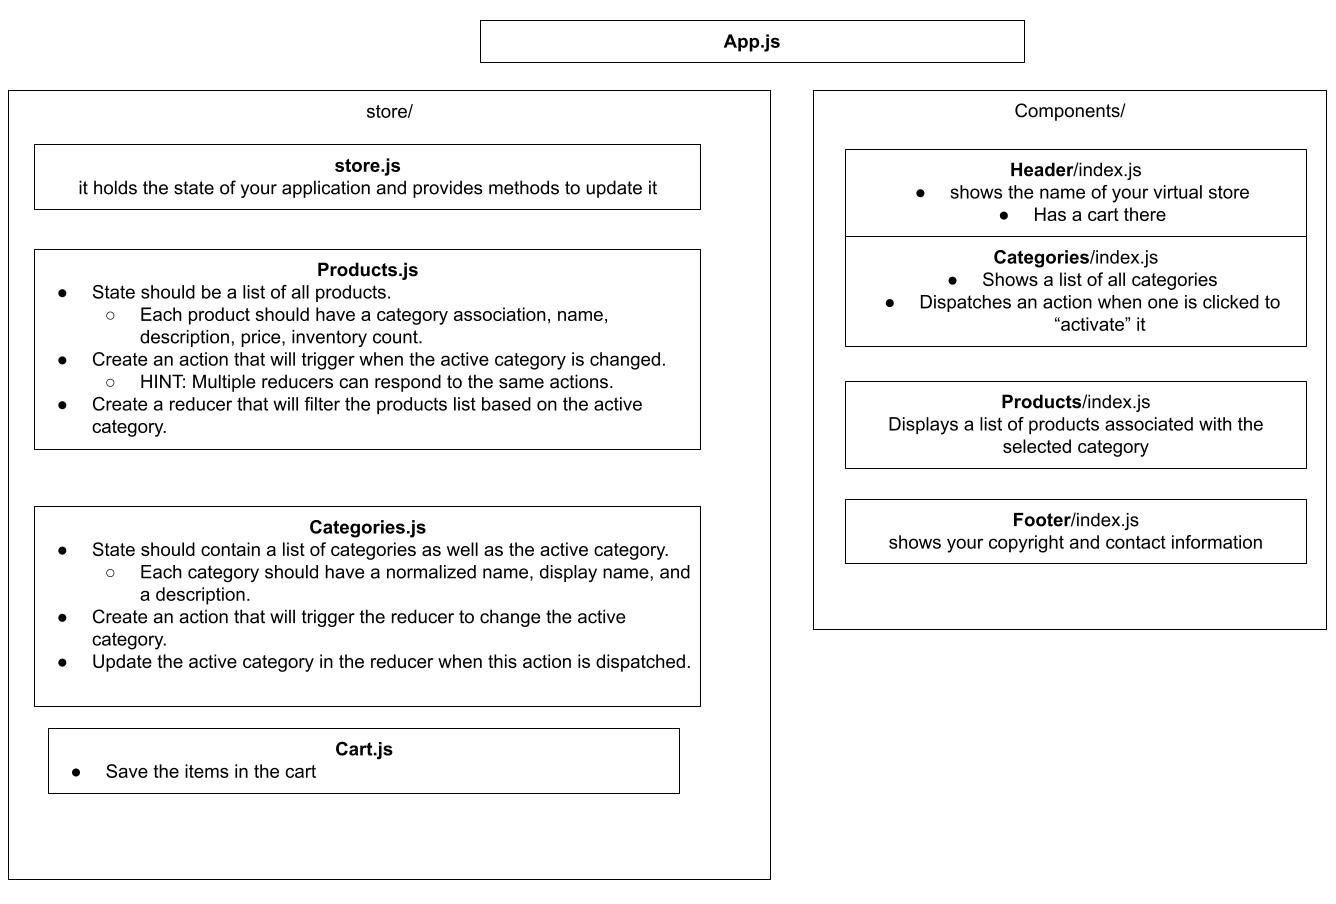 App.js
store/
store.js
it holds the state of your application and provides methods to update it
Products.js
● State should be a list of all products.
○ Each product should have a category association, name,
description, price, inventory count.
● Create an action that will trigger when the active category is changed.
○ HINT: Multiple reducers can respond to the same actions.
● Create a reducer that will filter the products list based on the active
category.
Categories.js
● State should contain a list of categories as well as the active category.
○ Each category should have a normalized name, display name, and
a description.
● Create an action that will trigger the reducer to change the active
category.
● Update the active category in the reducer when this action is dispatched.
Cart.js
● Save the items in the cart
Components/
Header/index.js
● shows the name of your virtual store
● Has a cart there
Categories/index.js
● Shows a list of all categories
● Dispatches an action when one is clicked to
“activate” it
Products/index.js
Displays a list of products associated with the
selected category
Footer/index.js
shows your copyright and contact information